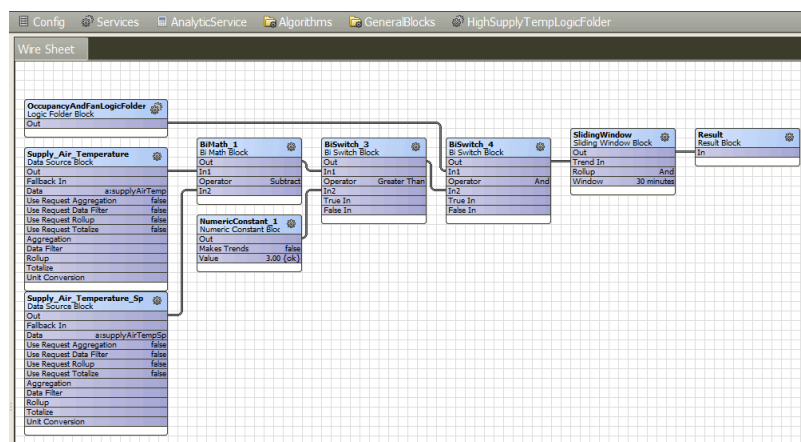 Config Services AnalyticService Algorithms GeneralBlocks HighSupplyTempLogicFolder
Wire Sheet
OccupancyAndFanLogicFolder
Logic Folder Block
Out
Supply_Air_Temperature
Data Source Block
Out
Fallback In
Data a:supplyAirTemp
Use Request Aggregation false
Use Request Data Filter false
Use Request Rollup false
Use Request Totalize false
Aggregation
Data Filter
Rollup
Totalize
Unit Conversion
Supply_Air_Temperature_Sp
Data Source Block
Out
Fallback In
Data a:supplyAirTempSp
Use Request Aggregation false
Use Request Data Filter false
Use Request Rollup false
Use Request Totalize false
Aggregation
Data Filter
Rollup
Totalize
Unit Conversion
BiMath_1
Bi Math Block
Out
In1
Operator Subtract
In2
NumericConstant_1
Numeric Constant Bloc
Out
Makes Trends false
Value 3.00 {ok}
BiSwitch_3
Bi Switch Block
Out
In1
Operator Greater Than
In2
True In
False In
BiSwitch_4
Bi Switch Block
Out
In1
Operator And
In2
True In
False In
SlidingWindow
Sliding Window Block
Out
Trend In
Rollup And
Window 30 minutes
Result
Result Block
In